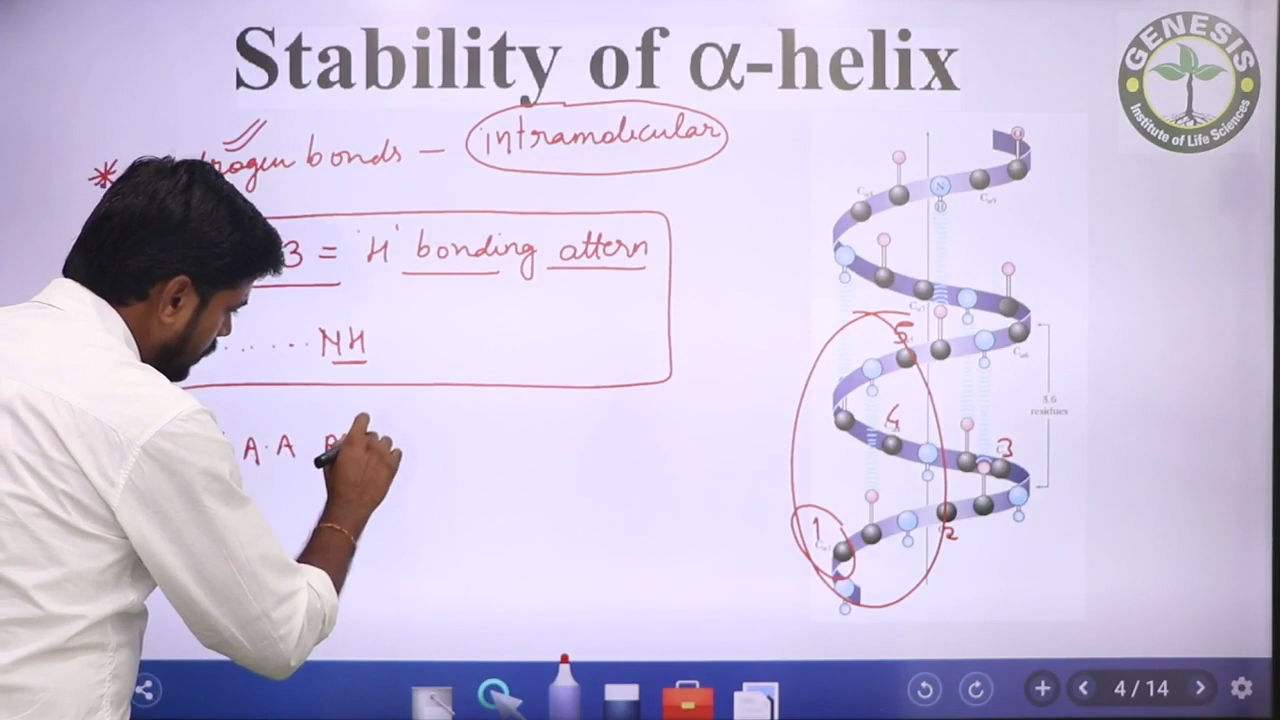 Stability of α-helix
GENESIS
Institute of Life Sciences
* bonds – intramolecular
3 = 'H' bonding attern
...... NH
A.A
N
H
3.6
residues
5
4
3
2
1
4 / 14